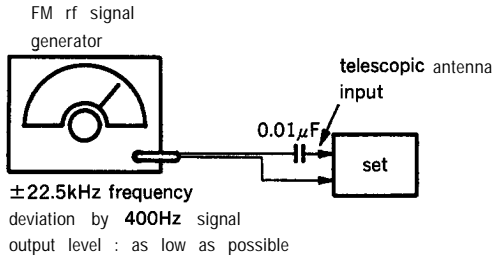 FM rf signal
generator
telescopic antenna
input
0.01μF
set
±22.5kHz frequency
deviation by 400Hz signal
output level : as low as possible